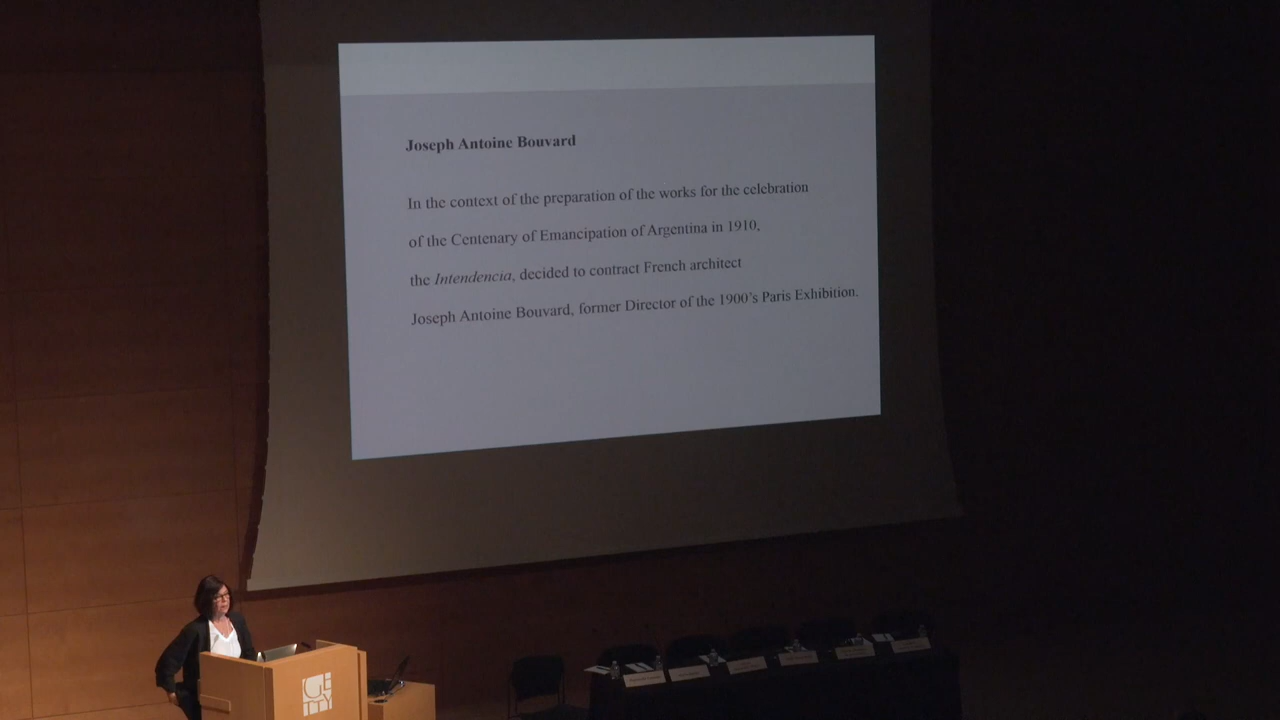 Joseph Antoine Bouvard
In the context of the preparation of the works for the celebration
of the Centenary of Emancipation of Argentina in 1910,
the Intendencia, decided to contract French architect
Joseph Antoine Bouvard, former Director of the 1900's Paris Exhibition.
GE
TTY